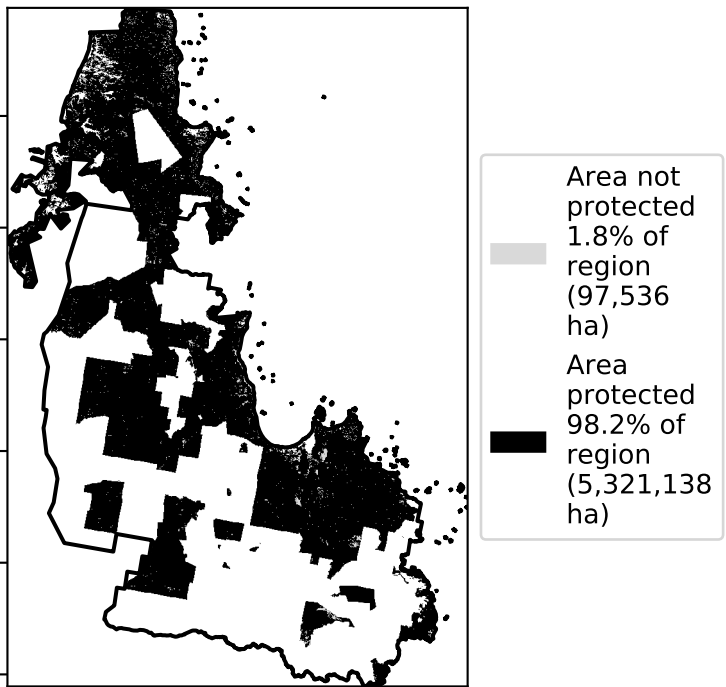 Area not
protected
1.8% of
region
(97,536
ha)
Area
protected
98.2% of
region
(5,321,138
ha)